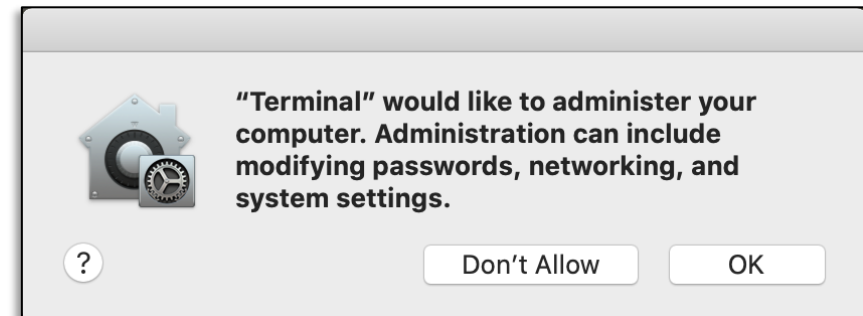 “Terminal” would like to administer your
computer. Administration can include
modifying passwords, networking, and
system settings.
?
Don’t Allow
OK